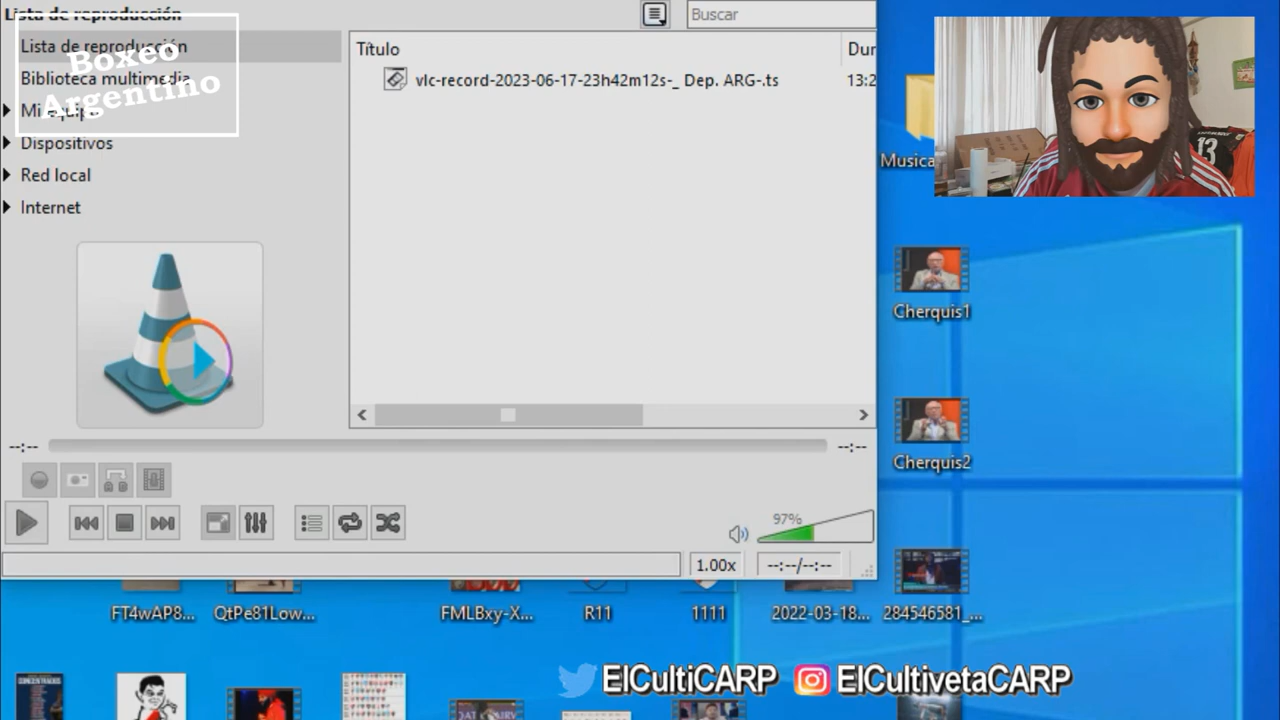 Lista de reproducción
Buscar
Lista de reproducción
Boxeo
Argentino
Biblioteca multimedia
Mi equipo
Dispositivos
Red local
Internet
Título
Dur
vlc-record-2023-06-17-23h42m12s-_ Dep. ARG-.ts
13:2
Musica
13
Cherquis1
Cherquis2
--:--
--:--
97%
1.00x
--:--/--:--
FT4wAP8...
QtPe81Low...
FMLBxy-X...
R11
1111
2022-03-18...
284546581_...
ElCultiCARP
ElCultivetaCARP